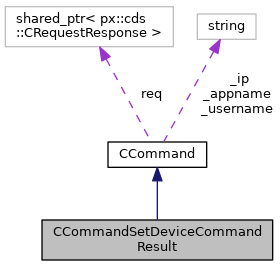 shared_ptr< px::cds
::CRequestResponse >
string
req
_ip
_appname
_username
CCommand
CCommandSetDeviceCommand
Result